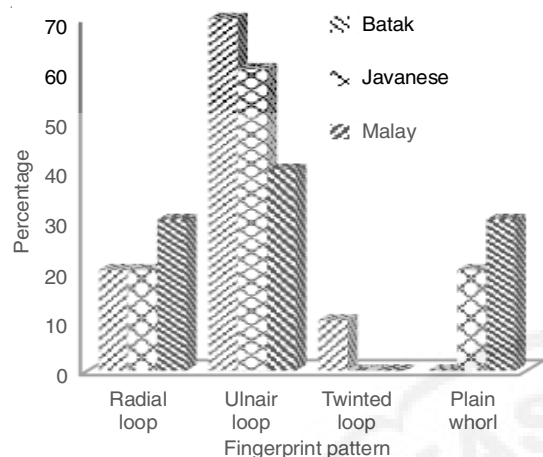 Percentage
70
60
50
40
30
20
10
0
Batak
Javanese
Malay
Radial
loop
Ulnair
loop
Twinted
loop
Plain
whorl
Fingerprint pattern